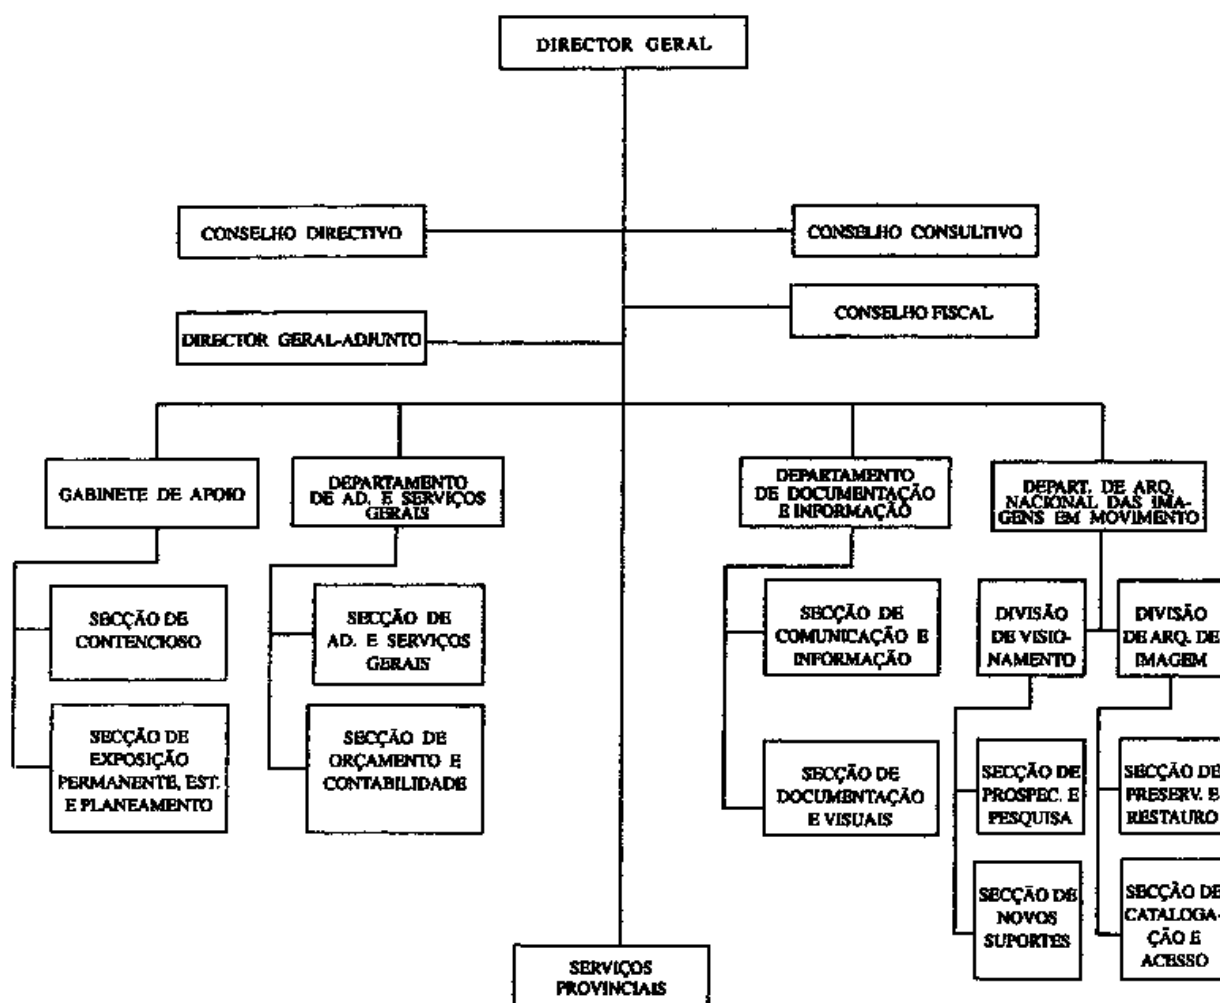 DIRECTOR GERAL
CONSELHO DIRECTIVO
CONSELHO CONSULTIVO
CONSELHO FISCAL
DIRECTOR GERAL-ADJUNTO
GABINETE DE APOIO
DEPARTAMENTO
DE AD. E SERVIÇOS
GERAIS
DEPARTAMENTO
DE DOCUMENTAÇÃO
E INFORMAÇÃO
DEPART. DE ARQ.
NACIONAL DAS IMA-
GENS EM MOVIMENTO
SECÇÃO DE
CONTENCIOSO
SECÇÃO DE
AD. E SERVIÇOS
GERAIS
SECÇÃO DE
COMUNICAÇÃO E
INFORMAÇÃO
DIVISÃO
DE VISIO-
NAMENTO
DIVISÃO
DE ARQ. DE
IMAGEM
SECÇÃO DE
EXPOSIÇÃO
PERMANENTE, EST.
E PLANEAMENTO
SECÇÃO DE
ORÇAMENTO E
CONTABILIDADE
SECÇÃO DE
DOCUMENTAÇÃO
E VISUAIS
SECÇÃO DE
PROSPEC. E
PESQUISA
SECÇÃO DE
PRESERV. E
RESTAURO
SECÇÃO DE
NOVOS
SUPORTES
SECÇÃO DE
CATALOGA-
ÇÃO E
ACESSO
SERVIÇOS
PROVINCIAIS